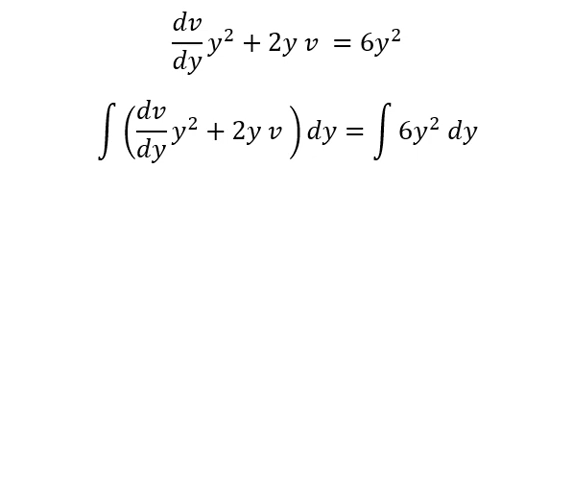 dv/dy y² + 2y v = 6y²
∫ (dv/dy y² + 2y v) dy = ∫ 6y² dy